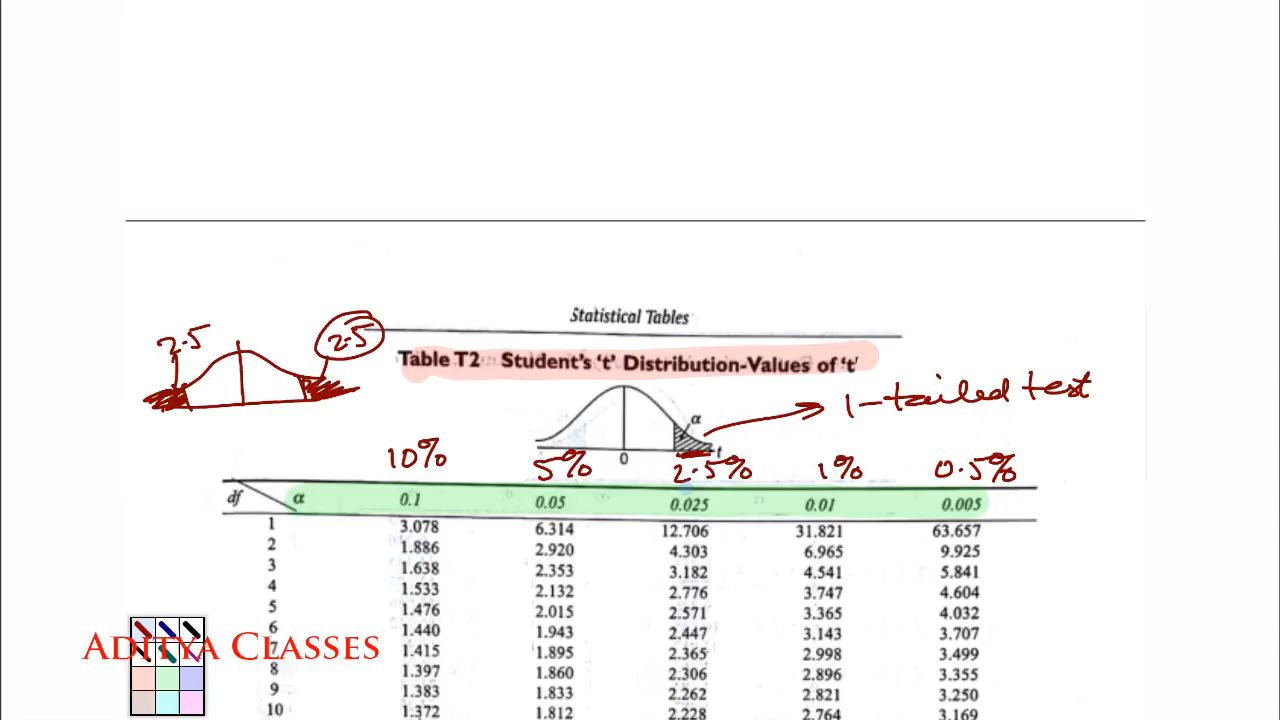 Statistical Tables
2.5 2.5
Table T2 Student's 't' Distribution-Values of 't'
1-tailed test
α
t
0
10% 5% 2.5% 1% 0.5%
df α 0.1 0.05 0.025 0.01 0.005
1 3.078 6.314 12.706 31.821 63.657
2 1.886 2.920 4.303 6.965 9.925
3 1.638 2.353 3.182 4.541 5.841
4 1.533 2.132 2.776 3.747 4.604
5 1.476 2.015 2.571 3.365 4.032
6 1.440 1.943 2.447 3.143 3.707
7 1.415 1.895 2.365 2.998 3.499
8 1.397 1.860 2.306 2.896 3.355
9 1.383 1.833 2.262 2.821 3.250
10 1.372 1.812 2.228 2.764 3.169
ADITYA CLASSES